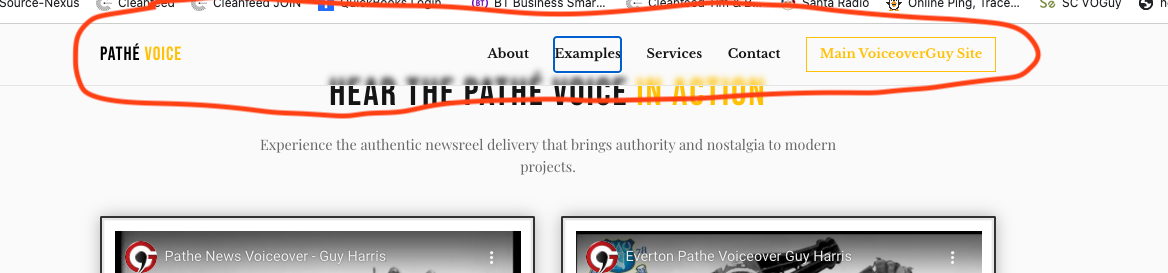 Source-Nexus Cleanfeed Cleanfeed JOIN QuickBooks Login BT Business Smar... Cleanfeed Santa Radio Online Ping, Trace... SC VOGuy
PATHÉ VOICE About Examples Services Contact Main VoiceoverGuy Site
HEAR THE PATHÉ VOICE IN ACTION
Experience the authentic newsreel delivery that brings authority and nostalgia to modern
projects.
Pathe News Voiceover - Guy Harris
Everton Pathe Voiceover Guy Harris